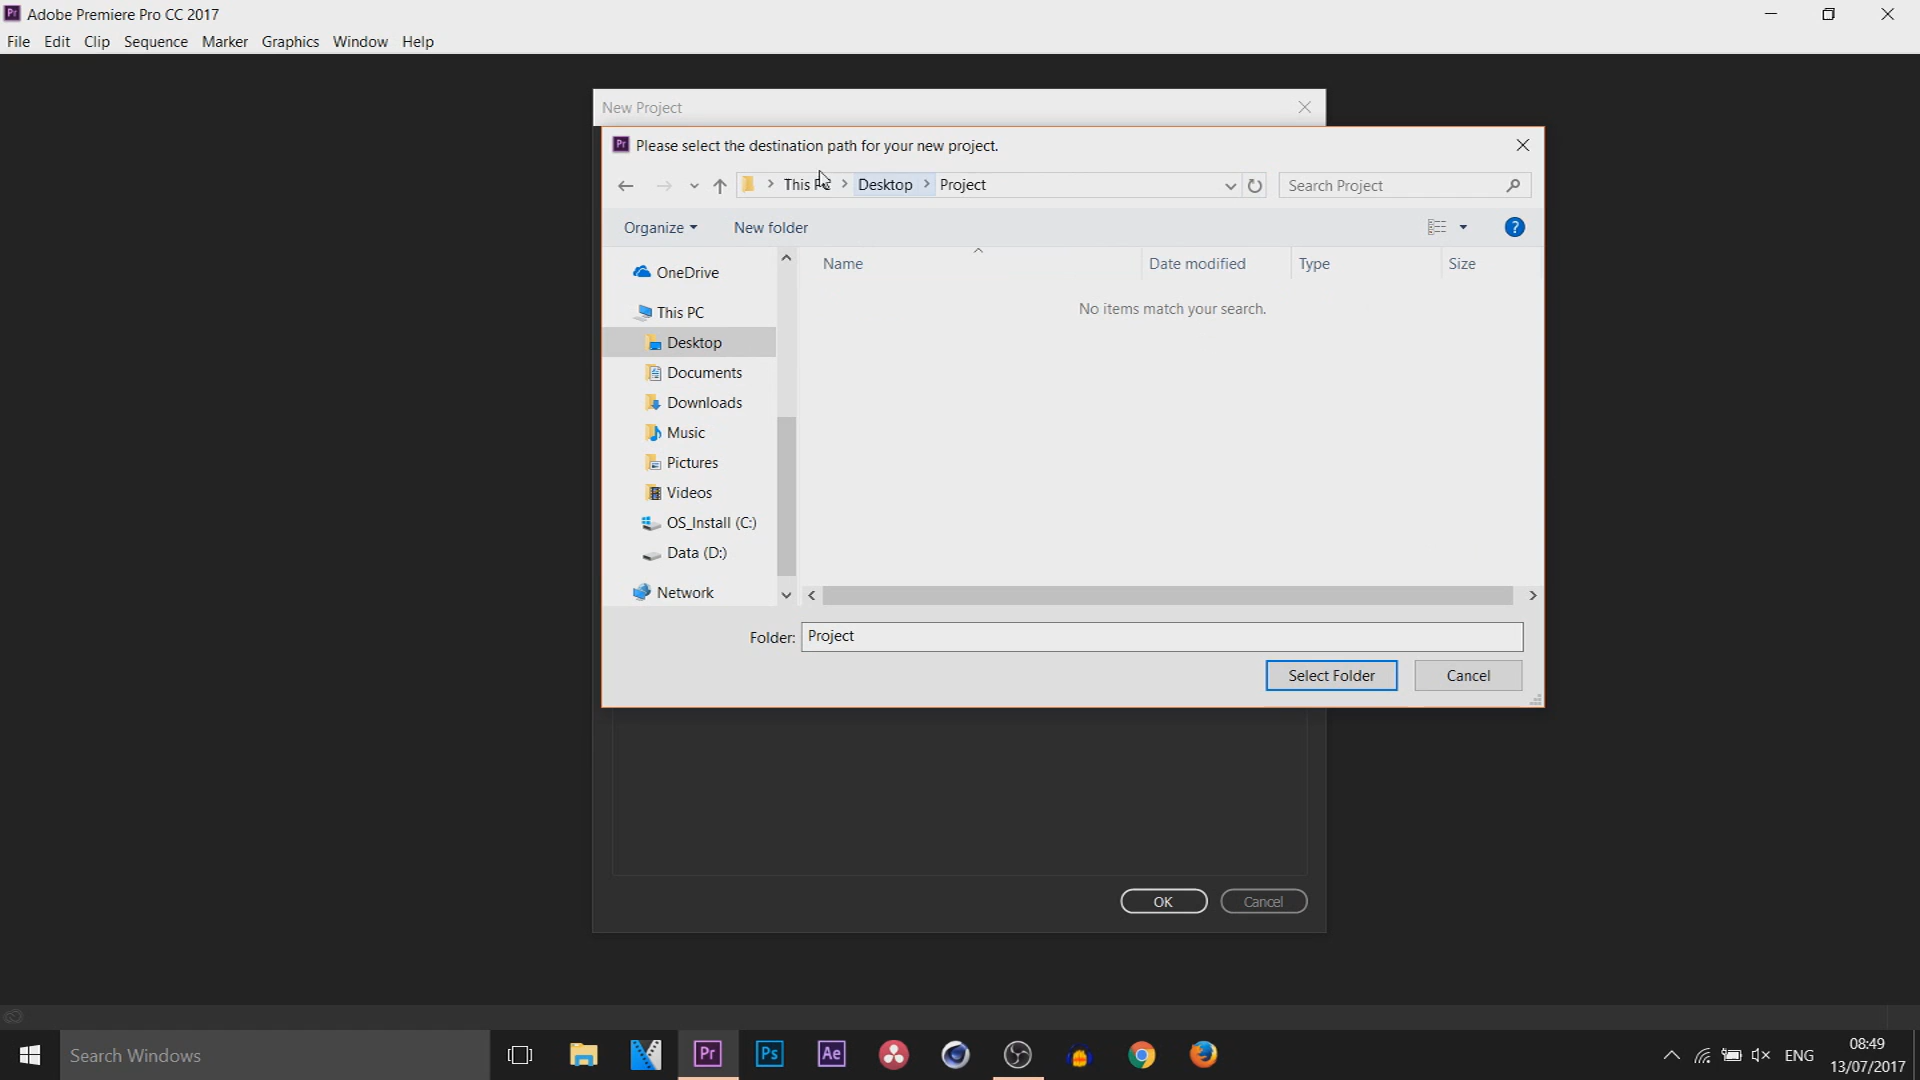 Pr Adobe Premiere Pro CC 2017
File Edit Clip Sequence Marker Graphics Window Help
New Project
Pr Please select the destination path for your new project.
This Desktop Project
Search Project
Organize New folder
?
Name Date modified Type Size
No items match your search.
OneDrive
This PC
Desktop
Documents
Downloads
Music
Pictures
Videos
OS_Install (C:)
Data (D:)
Network
Folder: Project
Select Folder Cancel
OK Cancel
Search Windows
Pr Ps Ae
ENG
08:49
13/07/2017